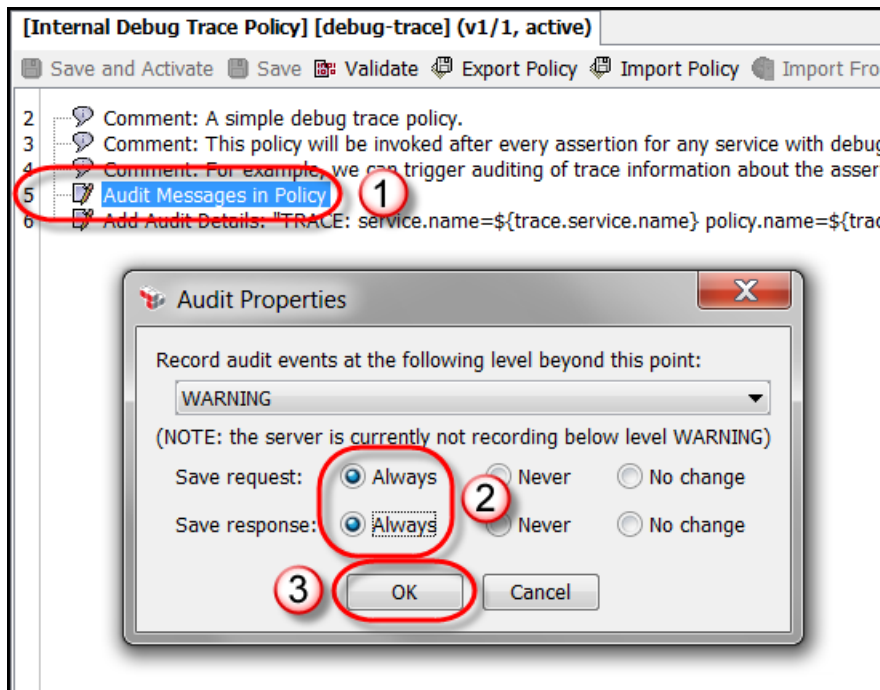 [Internal Debug Trace Policy] [debug-trace] (v1/1, active)
Save and Activate Save Validate Export Policy Import Policy Import Fro
2 Comment: A simple debug trace policy.
3 Comment: This policy will be invoked after every assertion for any service with debug
4 Comment: For example, we can trigger auditing of trace information about the asser
5 Audit Messages in Policy 1
6 Add Audit Details: "TRACE: service.name=${trace.service.name} policy.name=${trac
Audit Properties
Record audit events at the following level beyond this point:
WARNING
(NOTE: the server is currently not recording below level WARNING)
Save request: Always Never No change
2
Save response: Always Never No change
3 OK Cancel